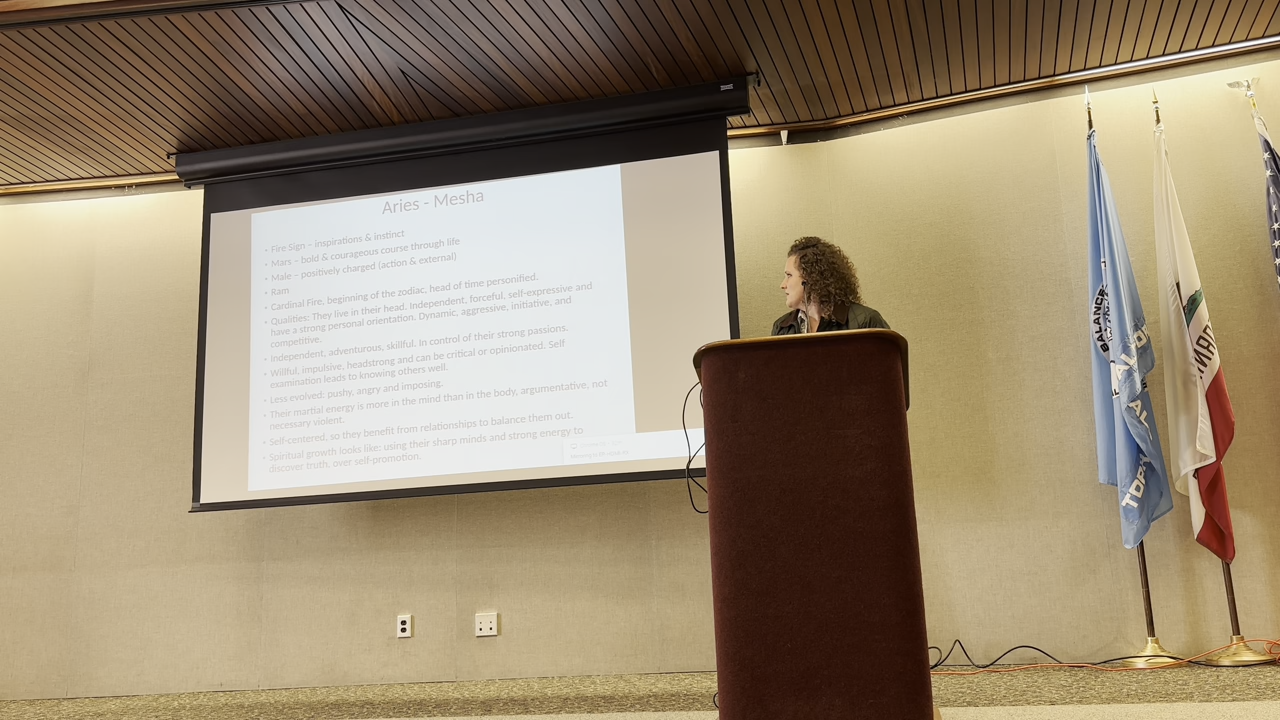 Aries - Mesha
• Fire Sign – inspirations & instinct
• Mars – bold & courageous course through life
• Male – positively charged (action & external)
• Ram
• Cardinal Fire, beginning of the zodiac, head of time personified.
• Qualities: They live in their head. Independent, forceful, self-expressive and
have a strong personal orientation. Dynamic, aggressive, initiative, and
competitive.
• Independent, adventurous, skillful. In control of their strong passions.
• Willful, impulsive, headstrong and can be critical or opinionated. Self
examination leads to knowing others well.
• Less evolved: pushy, angry and imposing.
• Their martial energy is more in the mind than in the body, argumentative, not
necessary violent.
• Self-centered, so they benefit from relationships to balance them out.
• Spiritual growth looks like: using their sharp minds and strong energy to
discover truth, over self-promotion.
BALANCE